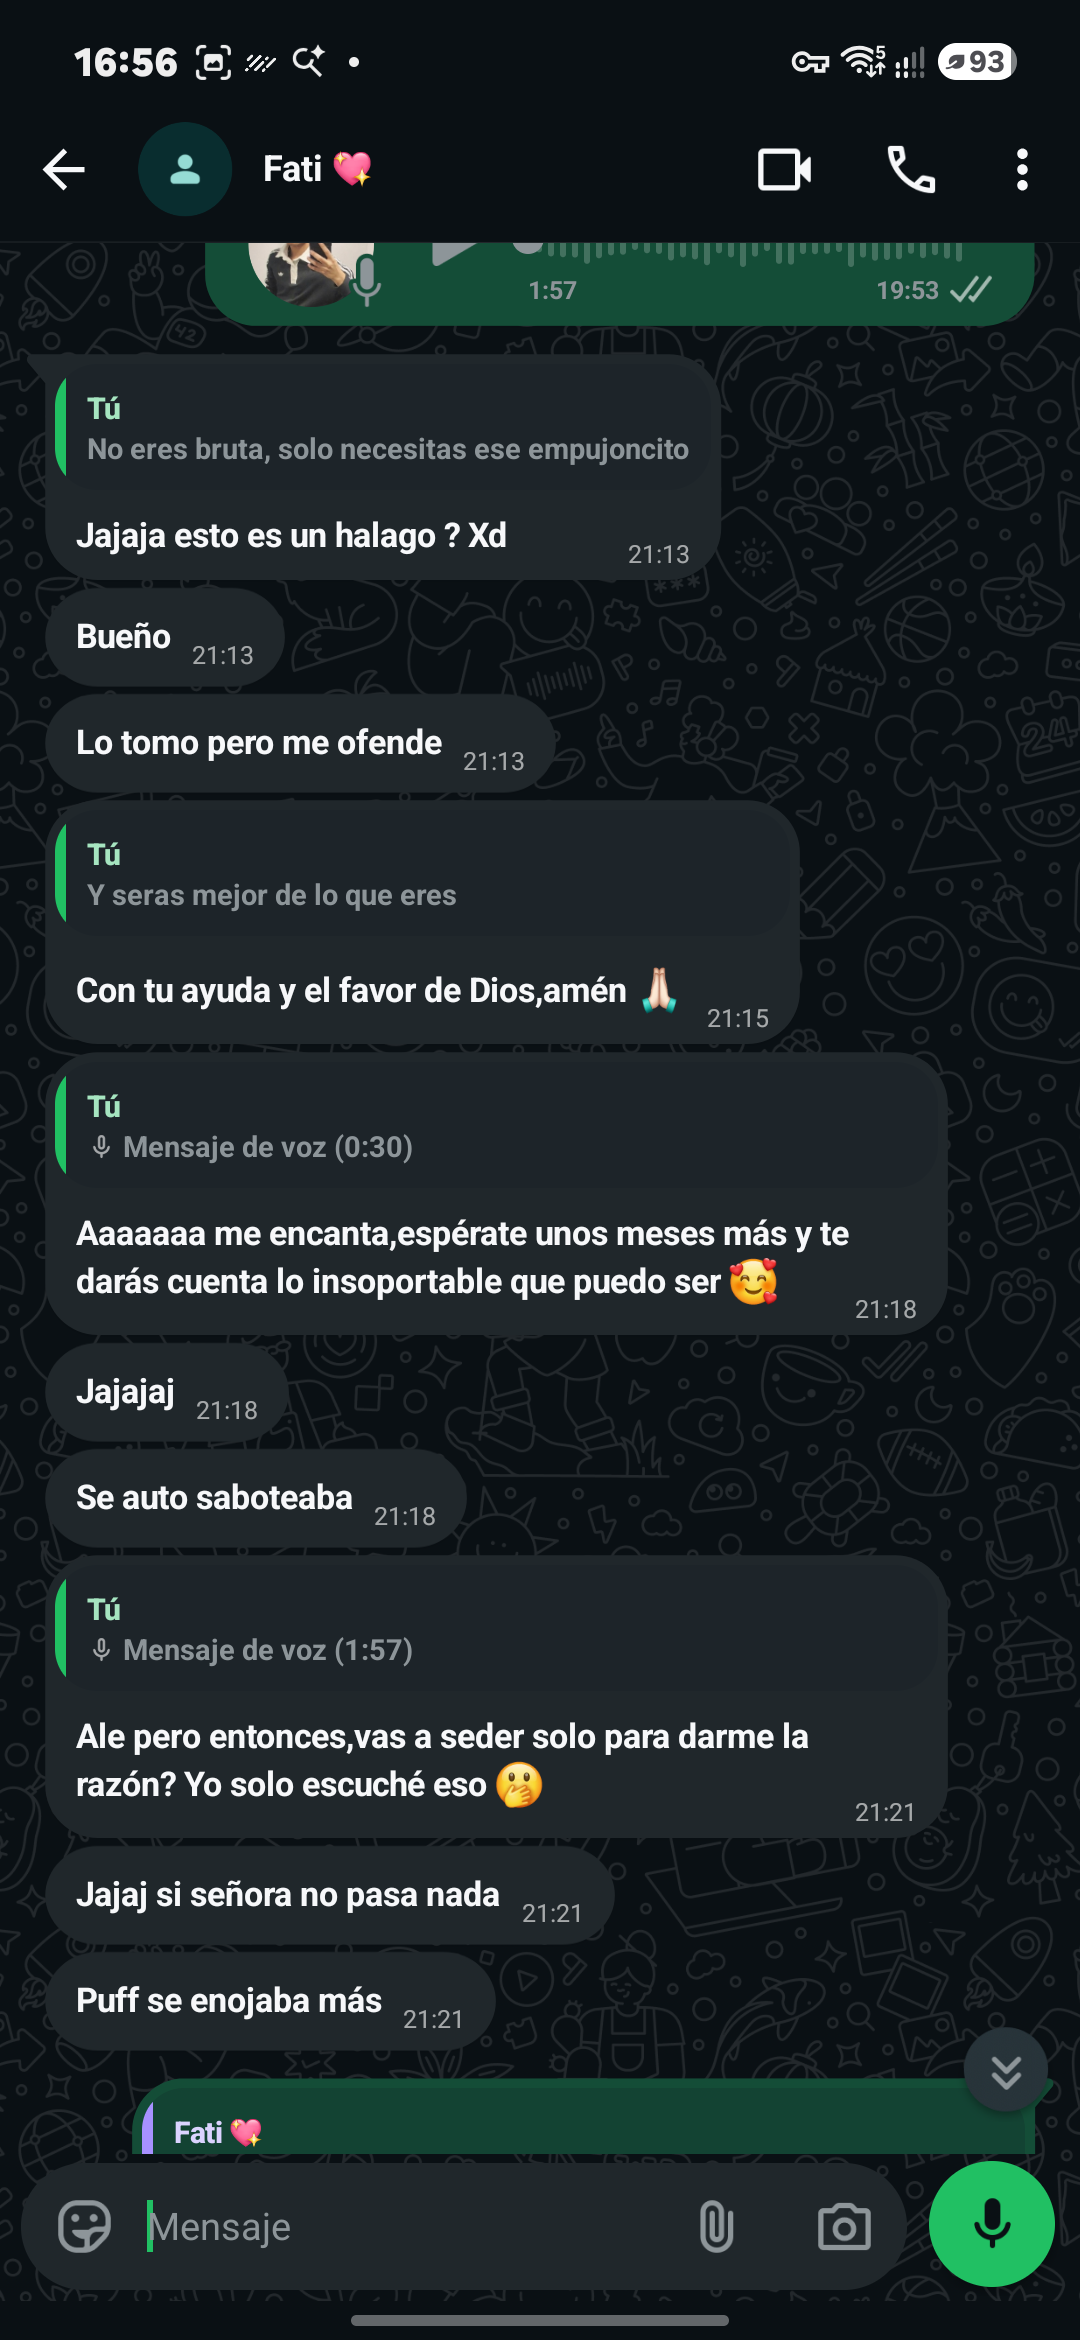 16:56
5
93
Fati 💖
1:57
19:53
Tú
No eres bruta, solo necesitas ese empujoncito
Jajaja esto es un halago ? Xd
21:13
Bueño
21:13
Lo tomo pero me ofende
21:13
Tú
Y seras mejor de lo que eres
Con tu ayuda y el favor de Dios,amén 🙏🏻
21:15
Tú
Mensaje de voz (0:30)
Aaaaaaa me encanta,espérate unos meses más y te
darás cuenta lo insoportable que puedo ser 🥰
21:18
Jajajaj
21:18
Se auto saboteaba
21:18
Tú
Mensaje de voz (1:57)
Ale pero entonces,vas a seder solo para darme la
razón? Yo solo escuché eso 🫢
21:21
Jajaj si señora no pasa nada
21:21
Puff se enojaba más
21:21
Fati 💖
Mensaje